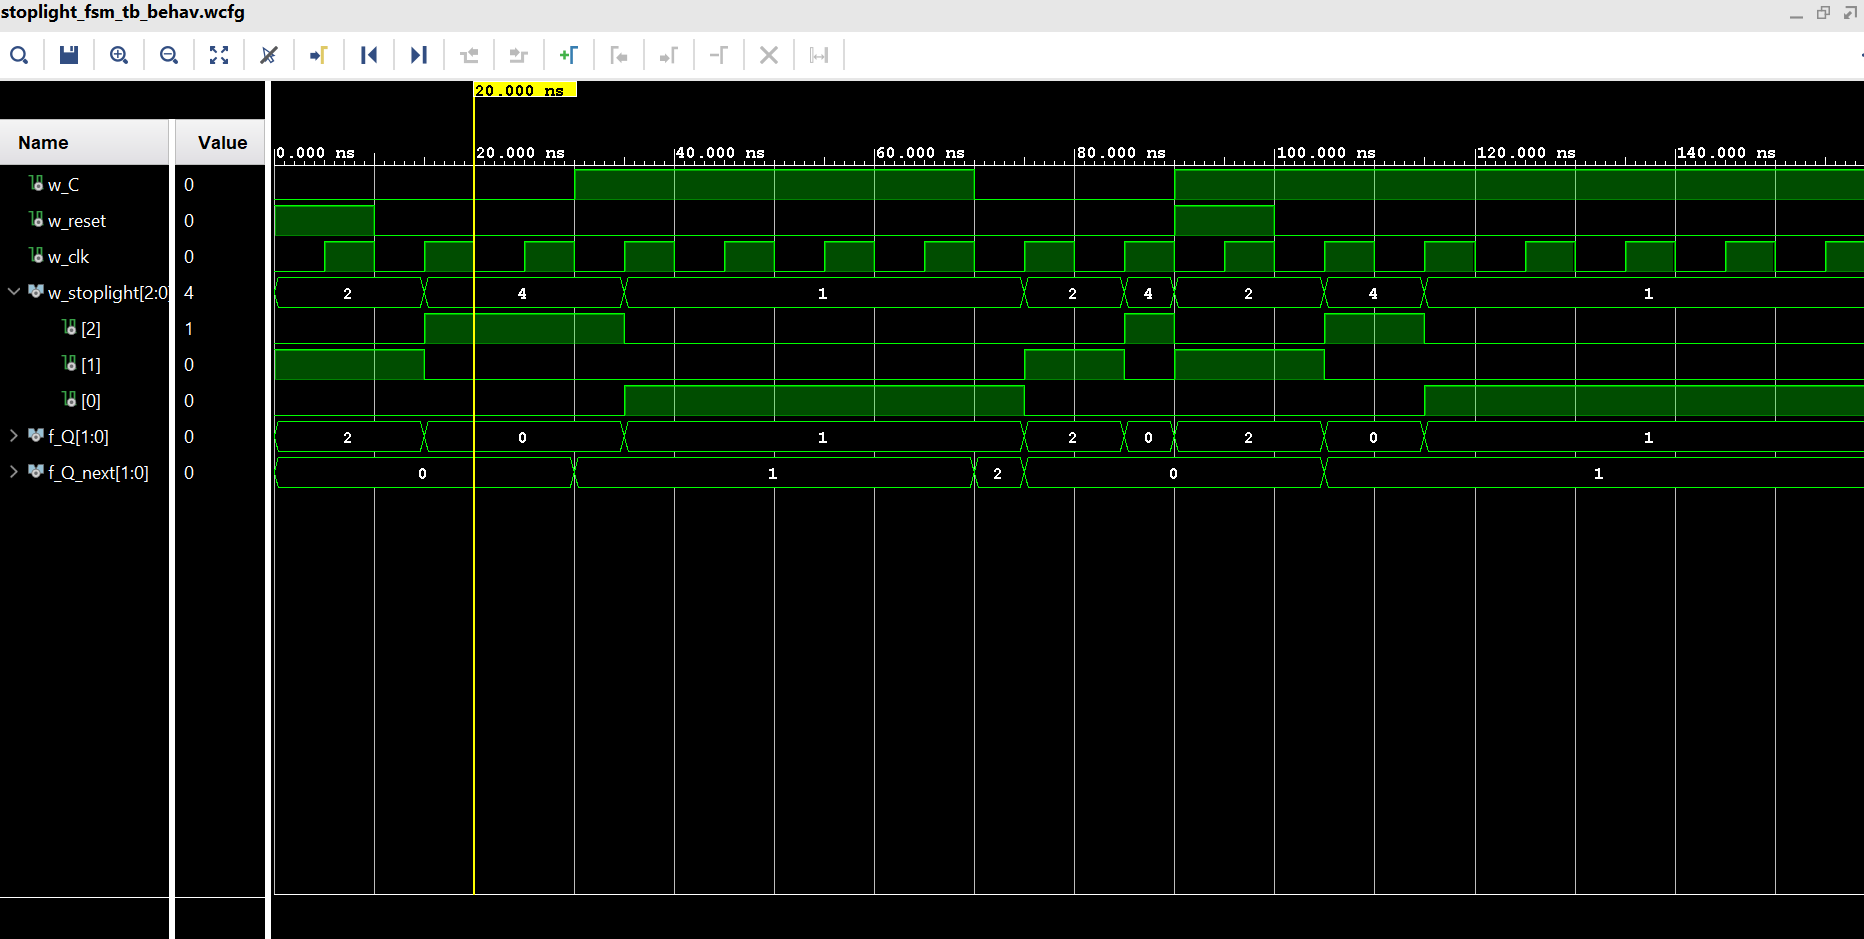 stoplight_fsm_tb_behav.wcfg
20.000 ns
Name Value
0.000 ns 20.000 ns 40.000 ns 60.000 ns 80.000 ns 100.000 ns 120.000 ns 140.000 ns
w_C 0
w_reset 0
w_clk 0
w_stoplight[2:0] 4 2 4 1 2 4 2 4 1
[2] 1
[1] 0
[0] 0
f_Q[1:0] 0 2 0 1 2 0 2 0 1
f_Q_next[1:0] 0 0 1 2 0 1